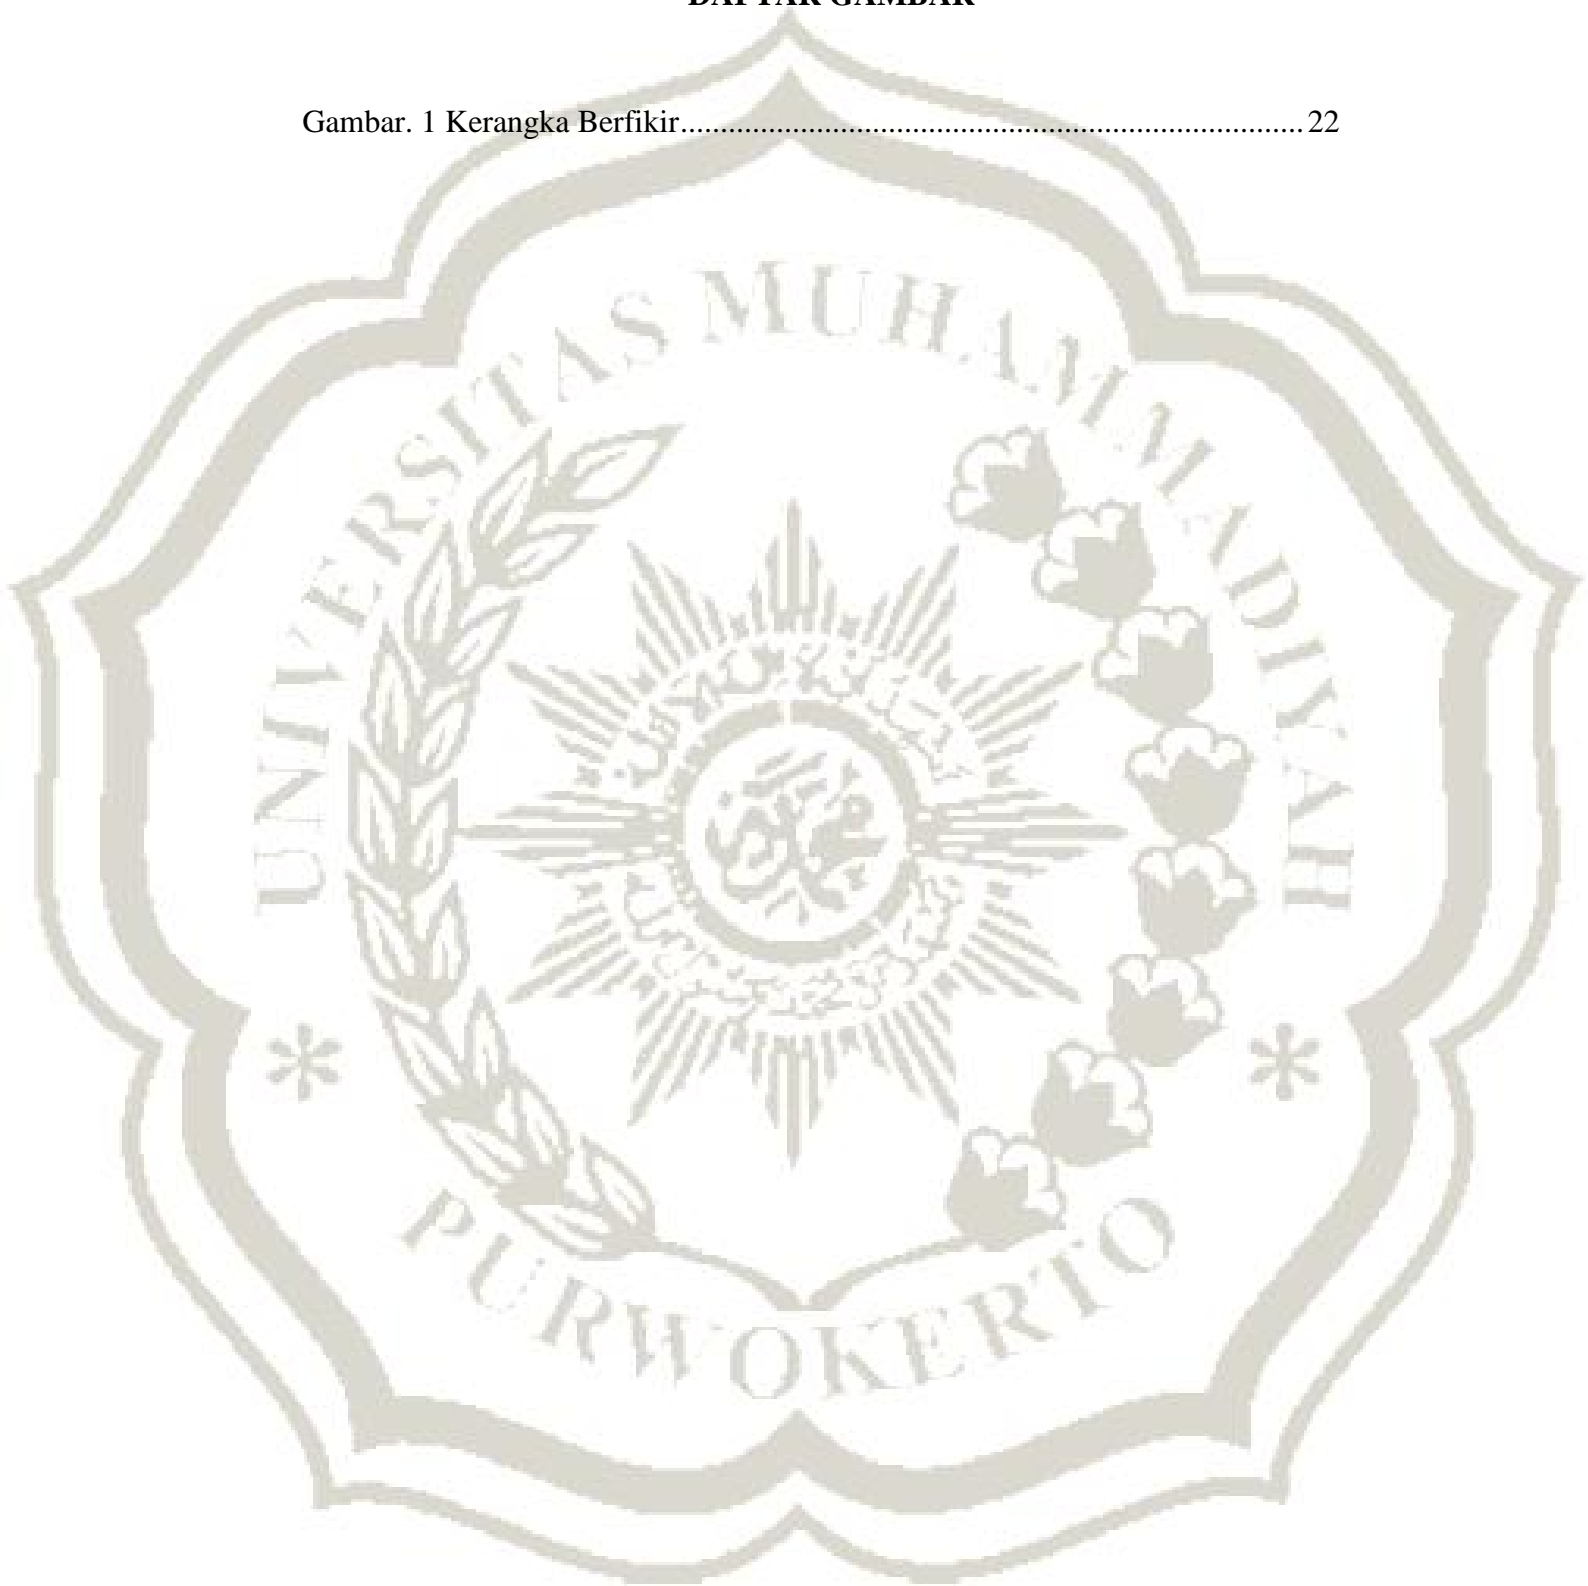 DAFTAR GAMBAR
Gambar. 1 Kerangka Berfikir............................................................................... 22
UNIVERSITAS MUHAMMADIYAH
PURWOKERTO